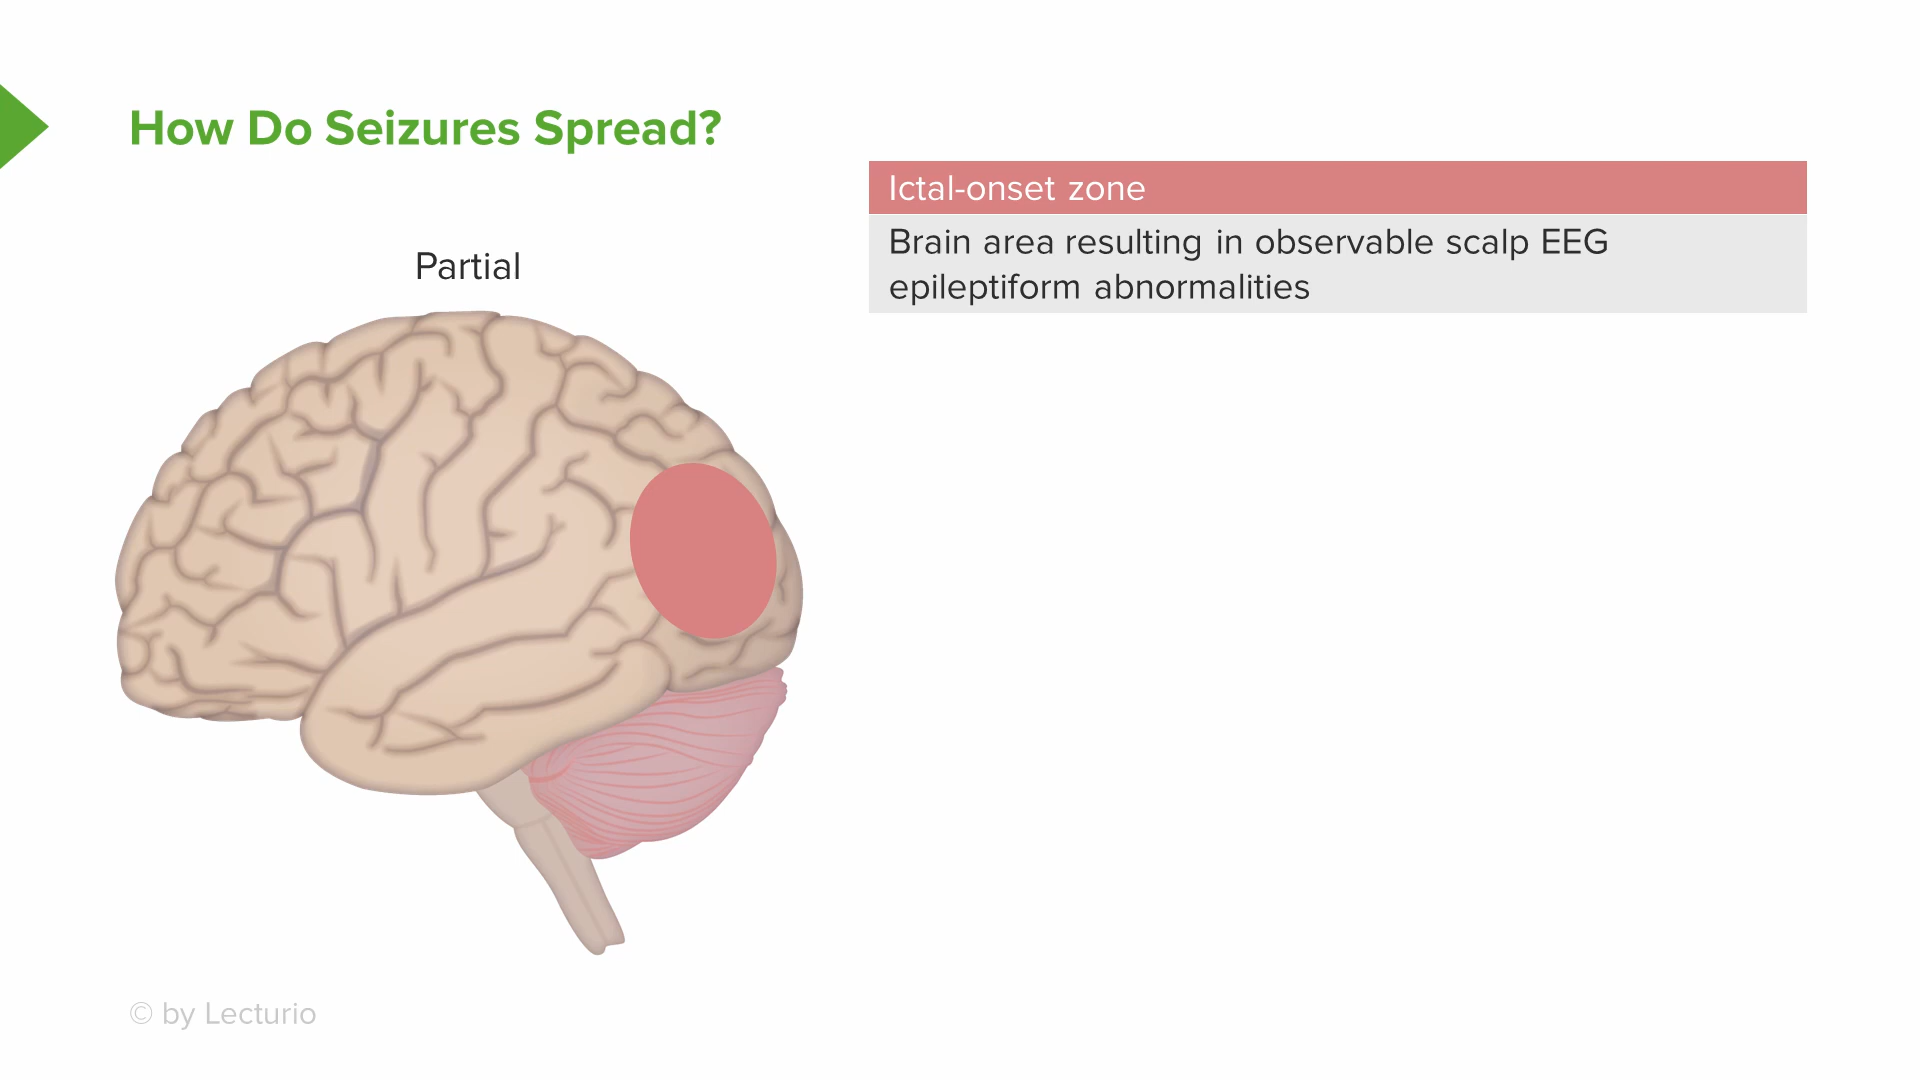 How Do Seizures Spread?
Ictal-onset zone
Brain area resulting in observable scalp EEG
epileptiform abnormalities
Partial
© by Lecturio